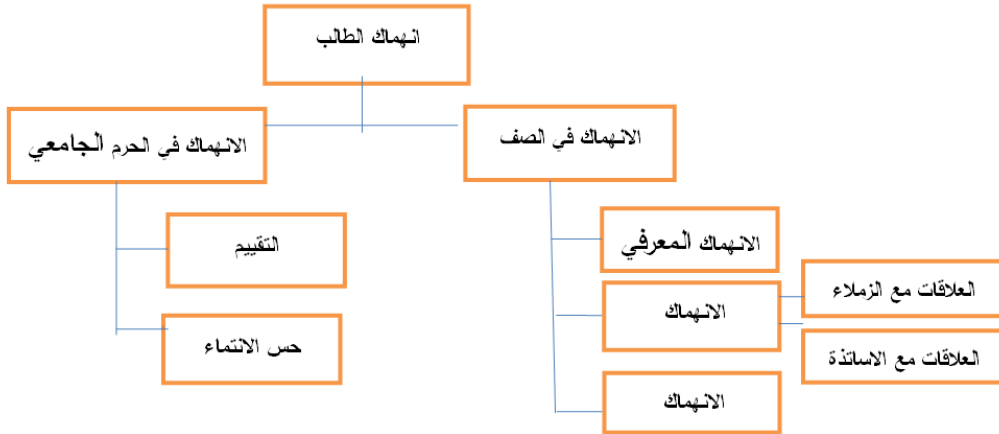 انهماك الطالب
الانهماك في الصف
الانهماك في الحرم الجامعي
الانهماك المعرفي
التقييم
العلاقات مع الزملاء
الانهماك
حس الانتماء
العلاقات مع الاساتذة
الانهماك